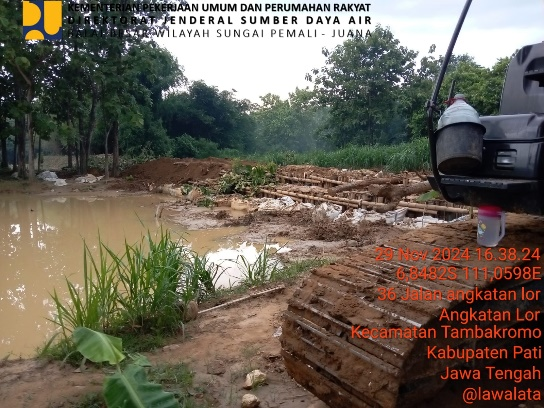 KEMENTERIAN PEKERJAAN UMUM DAN PERUMAHAN RAKYAT
DIREKTORAT JENDERAL SUMBER DAYA AIR
BALAI BESAR WILAYAH SUNGAI PEMALI - JUANA
29 Nov 2024 16.38.24
6,8482S 111,0598E
36 Jalan angkatan lor
Angkatan Lor
Kecamatan Tambakromo
Kabupaten Pati
Jawa Tengah
@lawalata